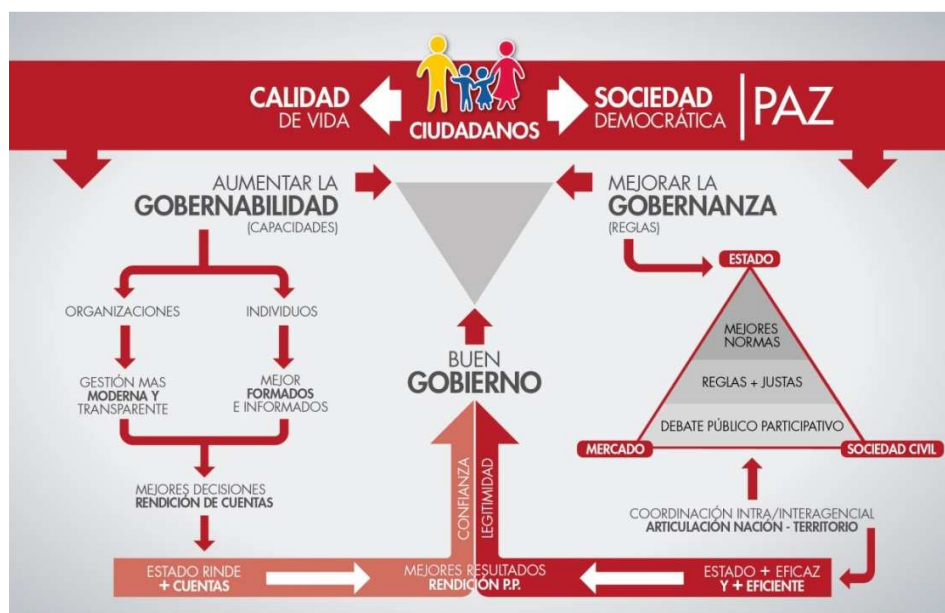 CALIDAD
DE VIDA
CIUDADANOS
SOCIEDAD
DEMOCRÁTICA
PAZ
AUMENTAR LA
GOBERNABILIDAD
(CAPACIDADES)
MEJORAR LA
GOBERNANZA
(REGLAS)
ORGANIZACIONES
INDIVIDUOS
GESTIÓN MAS
MODERNA Y
TRANSPARENTE
MEJOR
FORMADOS
E INFORMADOS
MEJORES DECISIONES
RENDICIÓN DE CUENTAS
ESTADO RINDE
+ CUENTAS
BUEN
GOBIERNO
CONFIANZA
LEGITIMIDAD
MEJORES RESULTADOS
RENDICIÓN P.P.
ESTADO
MEJORES
NORMAS
REGLAS + JUSTAS
DEBATE PÚBLICO PARTICIPATIVO
MERCADO
SOCIEDAD CIVIL
COORDINACIÓN INTRA/INTERAGENCIAL
ARTICULACIÓN NACIÓN - TERRITORIO
ESTADO + EFICAZ
Y + EFICIENTE